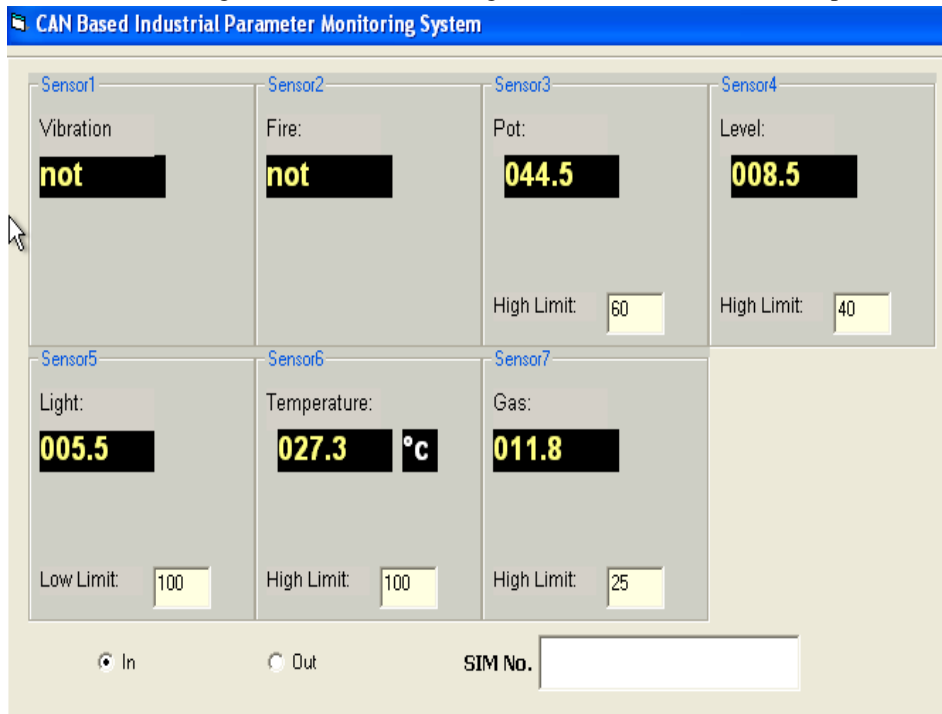 CAN Based Industrial Parameter Monitoring System
Sensor1
Vibration
not
Sensor2
Fire:
not
Sensor3
Pot:
044.5
High Limit: 60
Sensor4
Level:
008.5
High Limit: 40
Sensor5
Light:
005.5
Low Limit: 100
Sensor6
Temperature:
027.3 °c
High Limit: 100
Sensor7
Gas:
011.8
High Limit: 25
In
Out
SIM No.